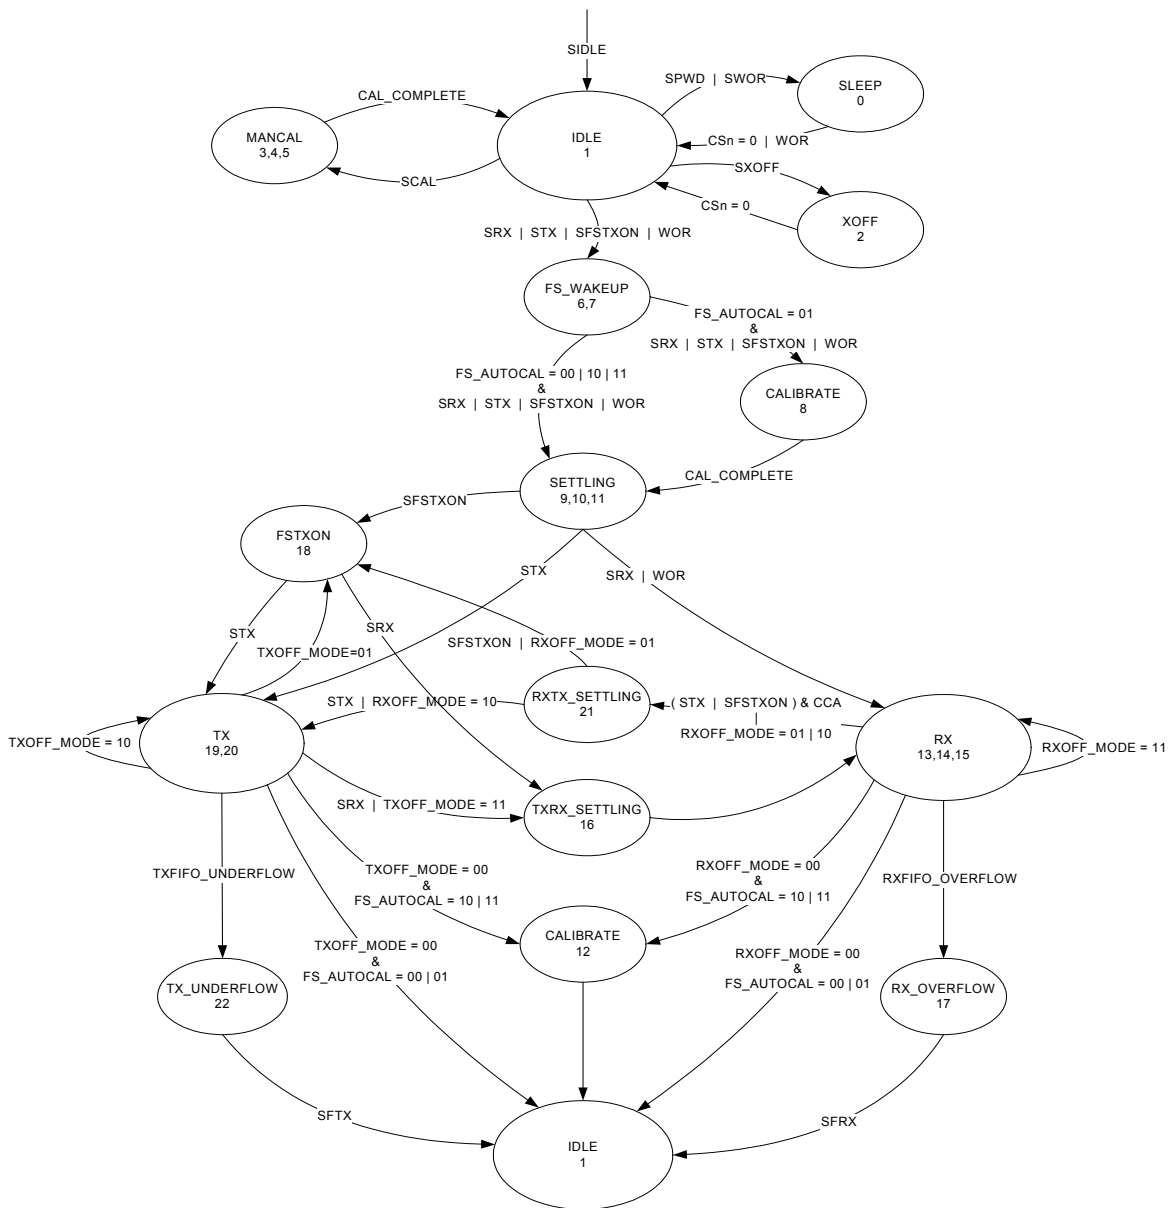 SIDLE
SPWD | SWOR
SLEEP
0
CAL_COMPLETE
IDLE
1
MANCAL
3,4,5
CSn = 0 | WOR
SXOFF
SCAL
CSn = 0
XOFF
2
SRX | STX | SFSTXON | WOR
FS_WAKEUP
6,7
FS_AUTOCAL = 01
&
SRX | STX | SFSTXON | WOR
FS_AUTOCAL = 00 | 10 | 11
&
SRX | STX | SFSTXON | WOR
CALIBRATE
8
CAL_COMPLETE
SETTLING
9,10,11
SFSTXON
FSTXON
18
STX
SRX | WOR
STX
SRX
TXOFF_MODE=01
SFSTXON | RXOFF_MODE = 01
RXTX_SETTLING
21
STX | RXOFF_MODE = 10
( STX | SFSTXON ) & CCA
|
RXOFF_MODE = 01 | 10
TXOFF_MODE = 10
TX
19,20
RX
13,14,15
RXOFF_MODE = 11
SRX | TXOFF_MODE = 11
TXRX_SETTLING
16
TXFIFO_UNDERFLOW
TXOFF_MODE = 00
&
FS_AUTOCAL = 10 | 11
RXOFF_MODE = 00
&
FS_AUTOCAL = 10 | 11
RXFIFO_OVERFLOW
CALIBRATE
12
TXOFF_MODE = 00
&
FS_AUTOCAL = 00 | 01
RXOFF_MODE = 00
&
FS_AUTOCAL = 00 | 01
TX_UNDERFLOW
22
RX_OVERFLOW
17
SFTX
SFRX
IDLE
1